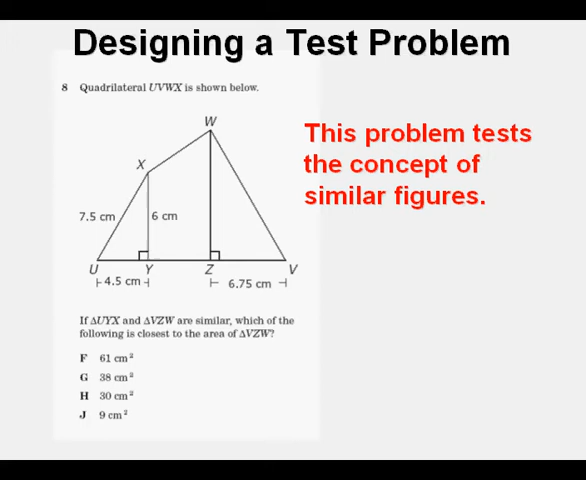 Designing a Test Problem
8 Quadrilateral UVWX is shown below.
This problem tests
the concept of
similar figures.
W
X
7.5 cm
6 cm
U
Y
Z
V
4.5 cm
6.75 cm
If ΔUYX and ΔVZW are similar, which of the
following is closest to the area of ΔVZW?
F 61 cm²
G 38 cm²
H 30 cm²
J 9 cm²